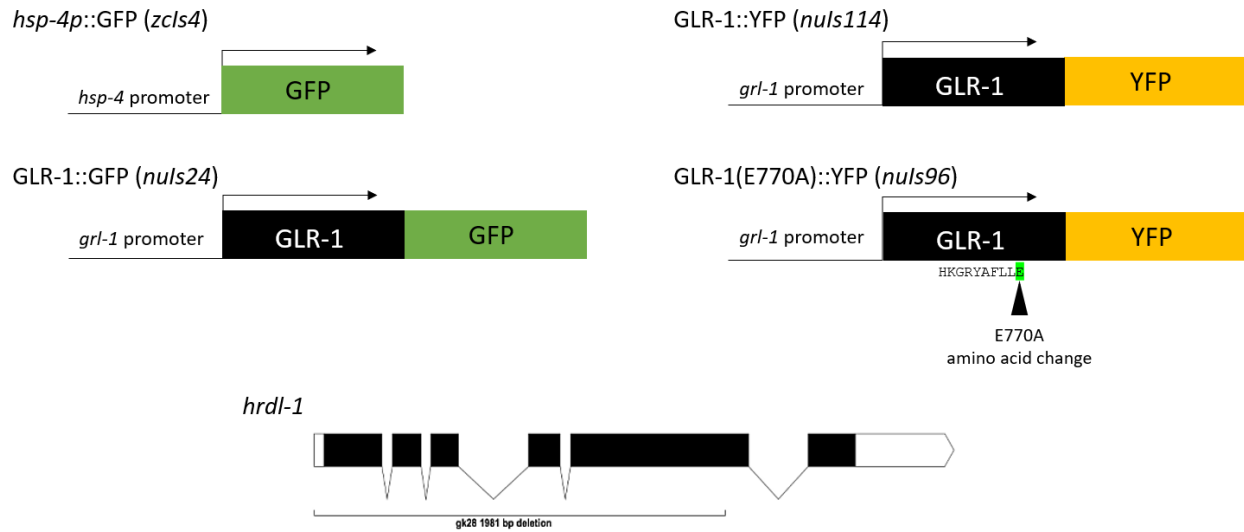 hsp-4p::GFP (zcIs4)
hsp-4 promoter
GFP
GLR-1::YFP (nuIs114)
grl-1 promoter
GLR-1
YFP
GLR-1::GFP (nuIs24)
grl-1 promoter
GLR-1
GFP
GLR-1(E770A)::YFP (nuIs96)
grl-1 promoter
GLR-1
YFP
HKGRYAFLLE
E770A
amino acid change
hrdl-1
gk28 1981 bp deletion